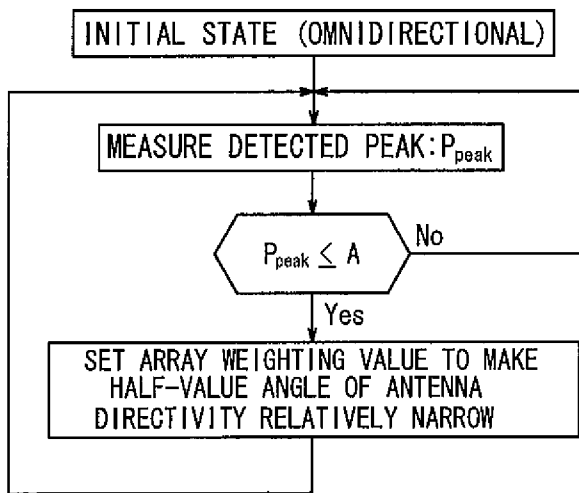 INITIAL STATE (OMNIDIRECTIONAL)
MEASURE DETECTED PEAK:Ppeak
Ppeak ≤ A
No
Yes
SET ARRAY WEIGHTING VALUE TO MAKE
HALF-VALUE ANGLE OF ANTENNA
DIRECTIVITY RELATIVELY NARROW